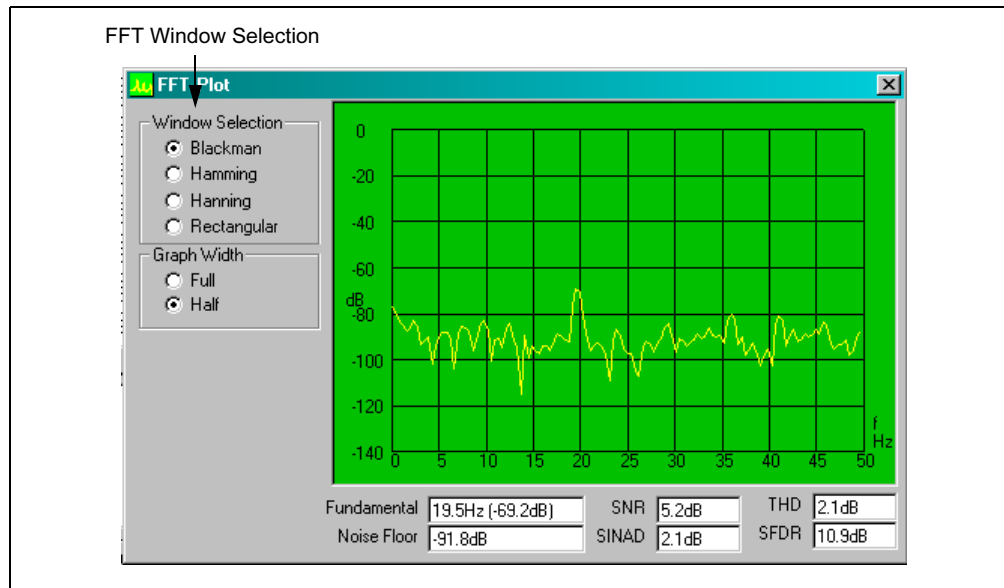 FFT Window Selection
FFT Plot
Window Selection
Blackman
Hamming
Hanning
Rectangular
Graph Width
Full
Half
0
-20
-40
-60
dB
-80
-100
-120
-140
f
Hz
0 5 10 15 20 25 30 35 40 45 50
Fundamental 19.5Hz (-69.2dB) SNR 5.2dB THD 2.1dB
Noise Floor -91.8dB SINAD 2.1dB SFDR 10.9dB